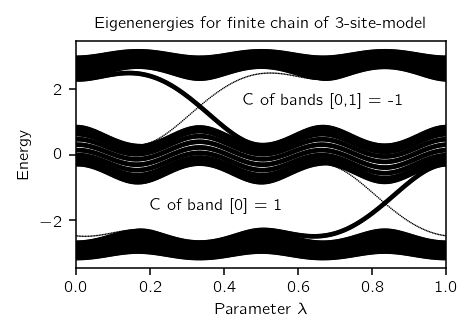 Eigenenergies for finite chain of 3-site-model
Energy
2
0
−2
C of bands [0,1] = -1
C of band [0] = 1
0.0 0.2 0.4 0.6 0.8 1.0
Parameter λ